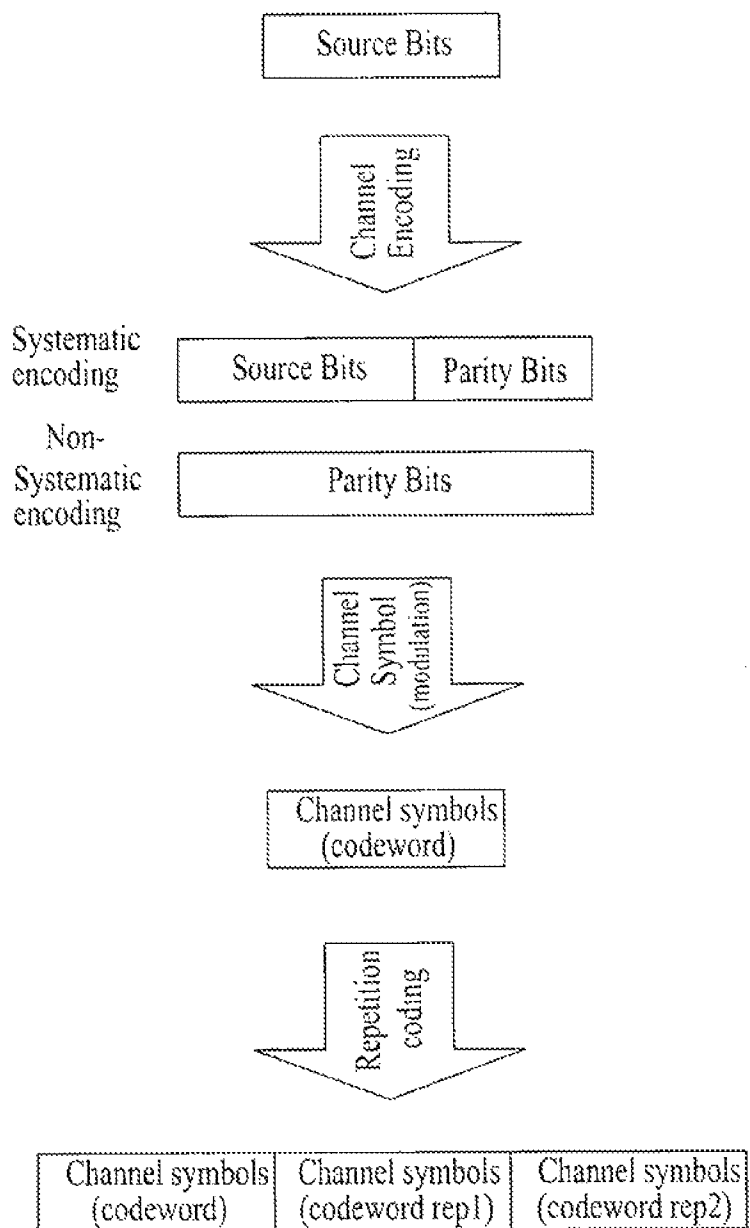 Source Bits
Channel
Encoding
Systematic
encoding
Source Bits
Parity Bits
Non-
Systematic
encoding
Parity Bits
Channel
Symbol
(modulation)
Channel symbols
(codeword)
Repetition
coding
Channel symbols
(codeword)
Channel symbols
(codeword rep1)
Channel symbols
(codeword rep2)